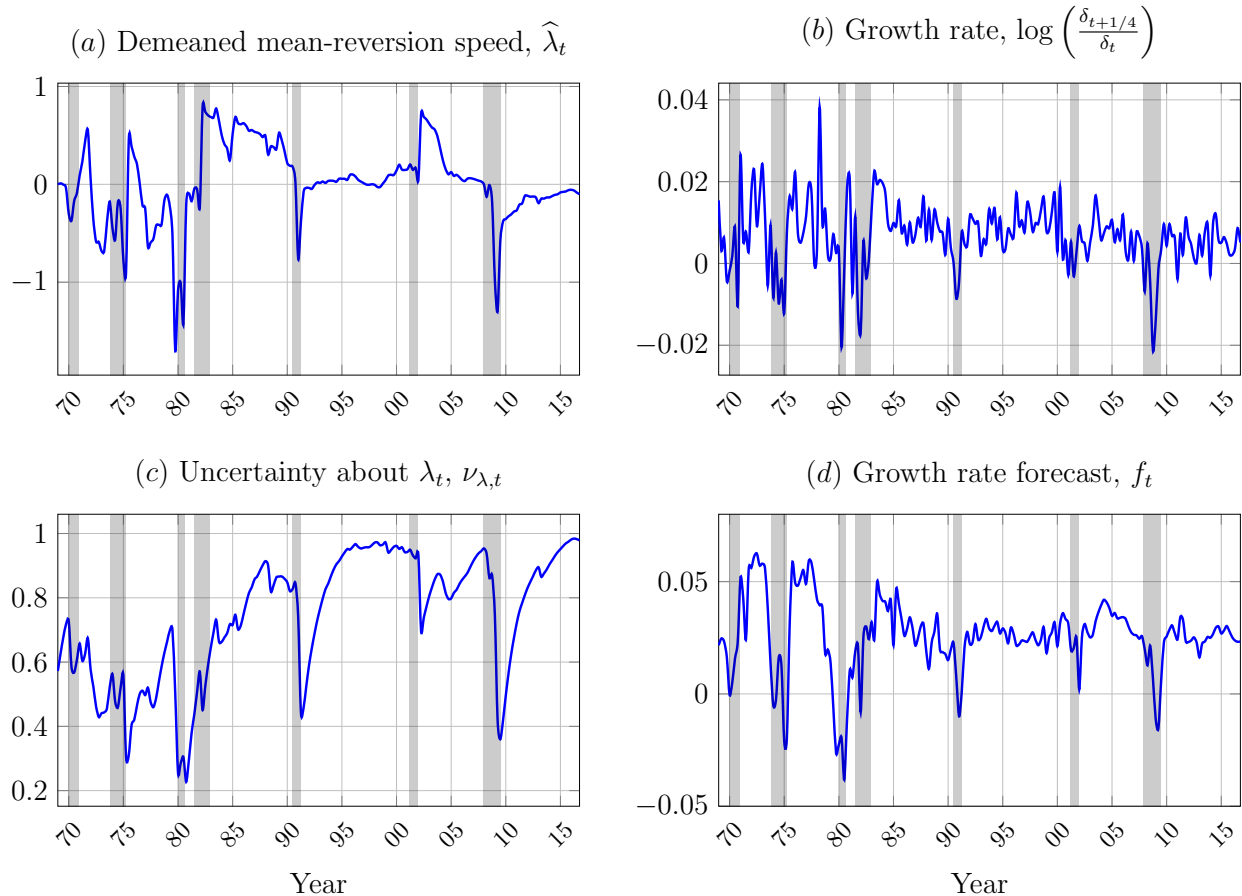 (a) Demeaned mean-reversion speed, λ̂_t
1
0
−1
70 75 80 85 90 95 00 05 10 15
(b) Growth rate, log (δ_{t+1/4}/δ_t)
0.04
0.02
0
−0.02
70 75 80 85 90 95 00 05 10 15
(c) Uncertainty about λ_t, ν_{λ,t}
1
0.8
0.6
0.4
0.2
70 75 80 85 90 95 00 05 10 15
Year
(d) Growth rate forecast, f_t
0.05
0
−0.05
70 75 80 85 90 95 00 05 10 15
Year